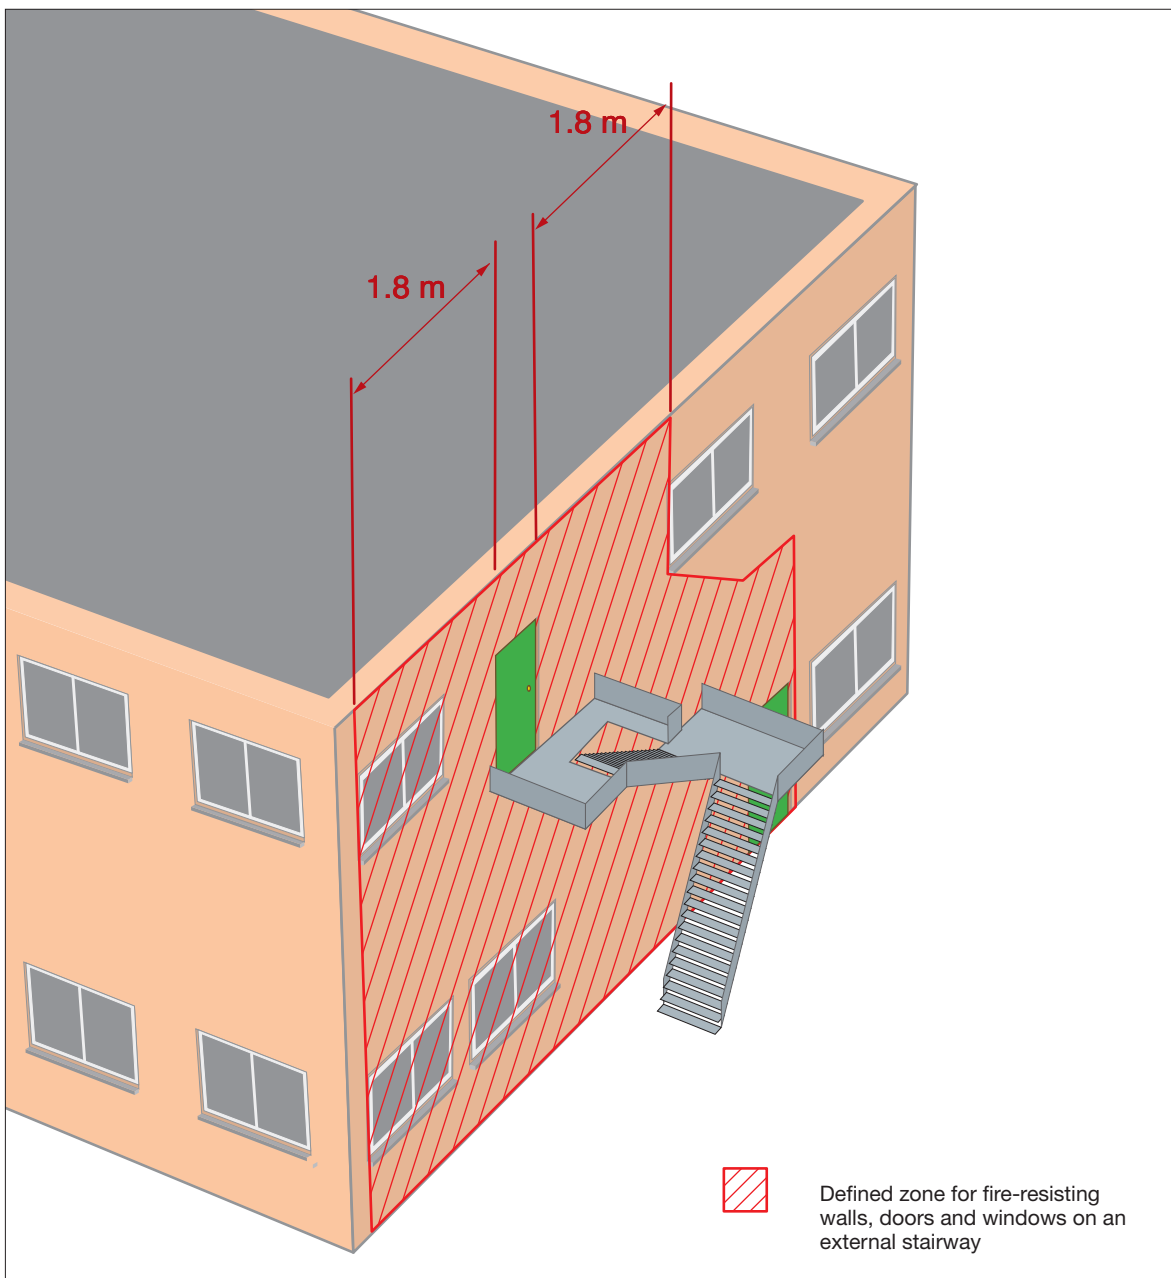 1.8 m
1.8 m
Defined zone for fire-resisting
walls, doors and windows on an
external stairway